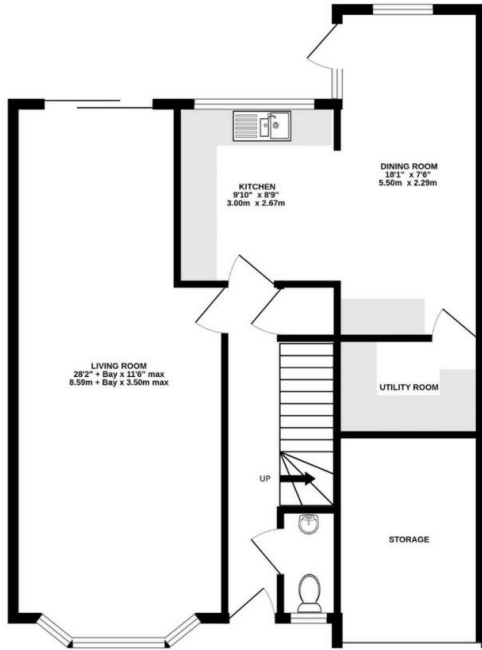 KITCHEN
9'10" x 8'9"
3.00m x 2.67m
DINING ROOM
18'1" x 7'6"
5.50m x 2.29m
LIVING ROOM
28'2" + Bay x 11'6" max
8.59m + Bay x 3.50m max
UTILITY ROOM
UP
STORAGE